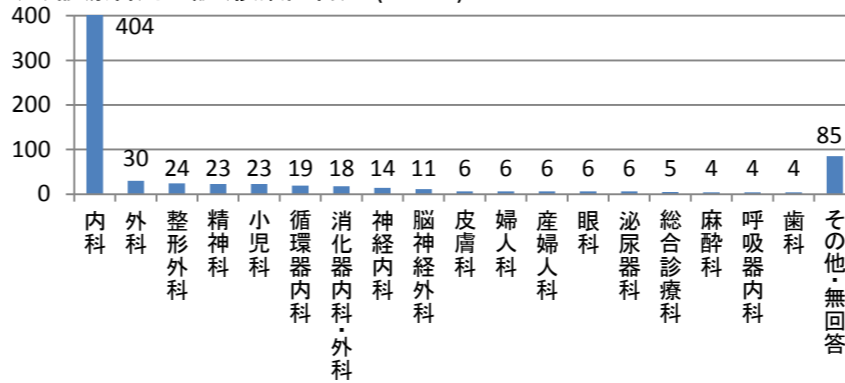 400
300
200
100
0
404
30
24
23
23
19
18
14
11
6
6
6
6
6
5
4
4
4
85
内科
外科
整形外科
精神科
小児科
循環器内科
消化器内科・外科
神経内科
脳神経外科
皮膚科
婦人科
産婦人科
眼科
泌尿器科
総合診療科
麻酔科
呼吸器内科
歯科
その他・無回答